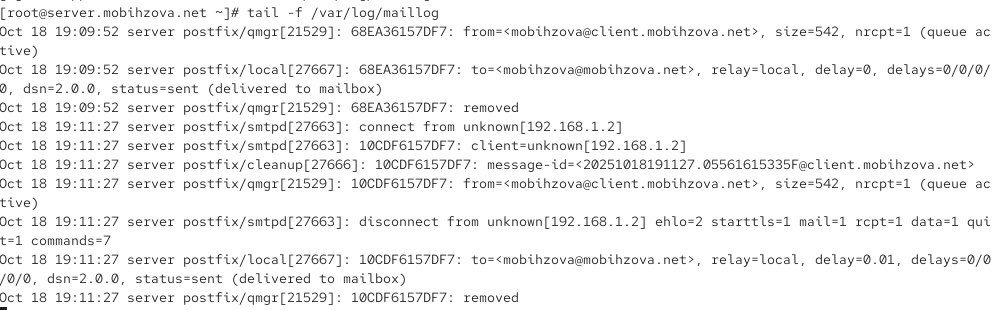 [root@server.mobihzova.net ~]# tail -f /var/log/maillog
Oct 18 19:09:52 server postfix/qmgr[21529]: 68EA36157DF7: from=<mobihzova@client.mobihzova.net>, size=542, nrcpt=1 (queue ac
tive)
Oct 18 19:09:52 server postfix/local[27667]: 68EA36157DF7: to=<mobihzova@mobihzova.net>, relay=local, delay=0, delays=0/0/0/
0, dsn=2.0.0, status=sent (delivered to mailbox)
Oct 18 19:09:52 server postfix/qmgr[21529]: 68EA36157DF7: removed
Oct 18 19:11:27 server postfix/smtpd[27663]: connect from unknown[192.168.1.2]
Oct 18 19:11:27 server postfix/smtpd[27663]: 10CDF6157DF7: client=unknown[192.168.1.2]
Oct 18 19:11:27 server postfix/cleanup[27666]: 10CDF6157DF7: message-id=<20251018191127.05561615335F@client.mobihzova.net>
Oct 18 19:11:27 server postfix/qmgr[21529]: 10CDF6157DF7: from=<mobihzova@client.mobihzova.net>, size=542, nrcpt=1 (queue ac
tive)
Oct 18 19:11:27 server postfix/smtpd[27663]: disconnect from unknown[192.168.1.2] ehlo=2 starttls=1 mail=1 rcpt=1 data=1 qui
t=1 commands=7
Oct 18 19:11:27 server postfix/local[27667]: 10CDF6157DF7: to=<mobihzova@mobihzova.net>, relay=local, delay=0.01, delays=0/0
/0/0, dsn=2.0.0, status=sent (delivered to mailbox)
Oct 18 19:11:27 server postfix/qmgr[21529]: 10CDF6157DF7: removed